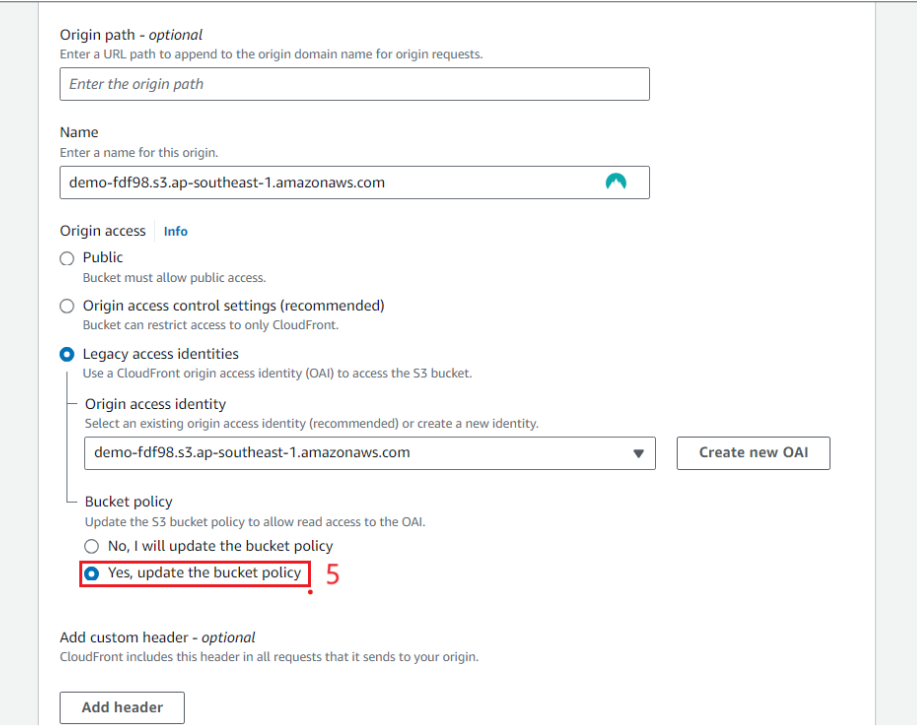 Origin path - optional
Enter a URL path to append to the origin domain name for origin requests.
Enter the origin path
Name
Enter a name for this origin.
demo-fdf98.s3.ap-southeast-1.amazonaws.com
Origin access Info
Public
Bucket must allow public access.
Origin access control settings (recommended)
Bucket can restrict access to only CloudFront.
Legacy access identities
Use a CloudFront origin access identity (OAI) to access the S3 bucket.
Origin access identity
Select an existing origin access identity (recommended) or create a new identity.
demo-fdf98.s3.ap-southeast-1.amazonaws.com Create new OAI
Bucket policy
Update the S3 bucket policy to allow read access to the OAI.
No, I will update the bucket policy
Yes, update the bucket policy 5
Add custom header - optional
CloudFront includes this header in all requests that it sends to your origin.
Add header